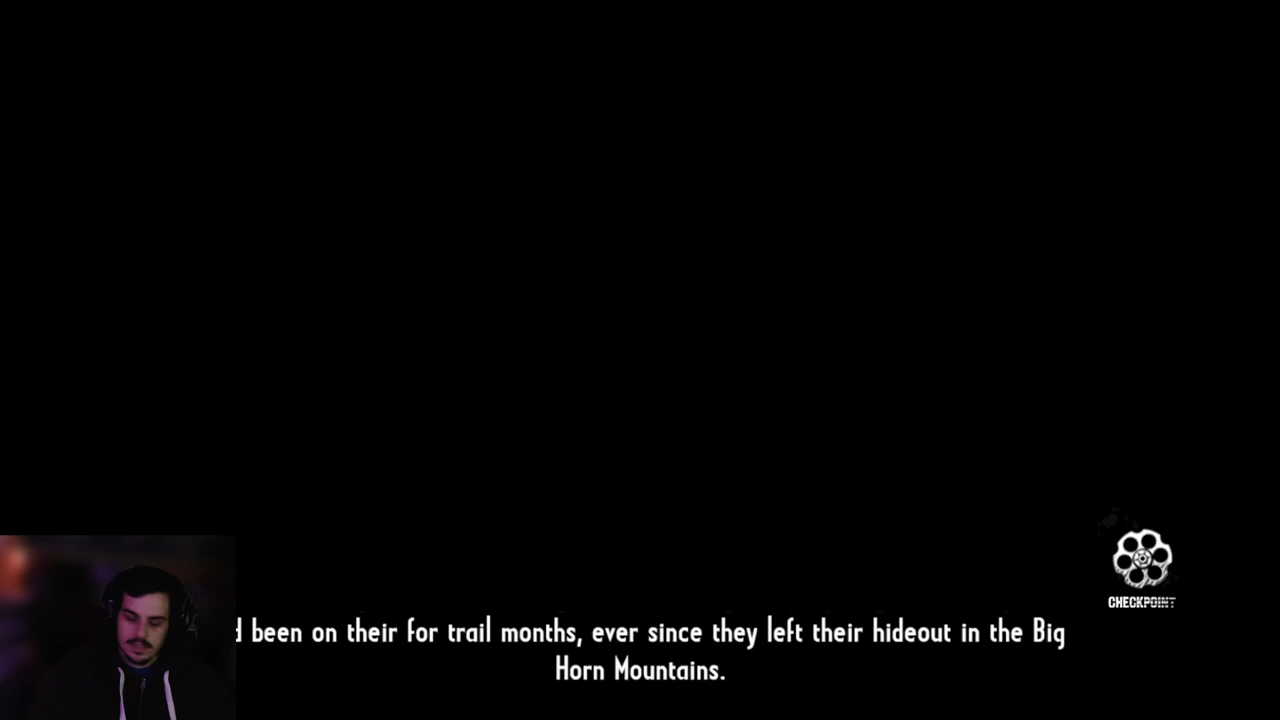 been on their for trail months, ever since they left their hideout in the Big
Horn Mountains.
CHECKPOINT